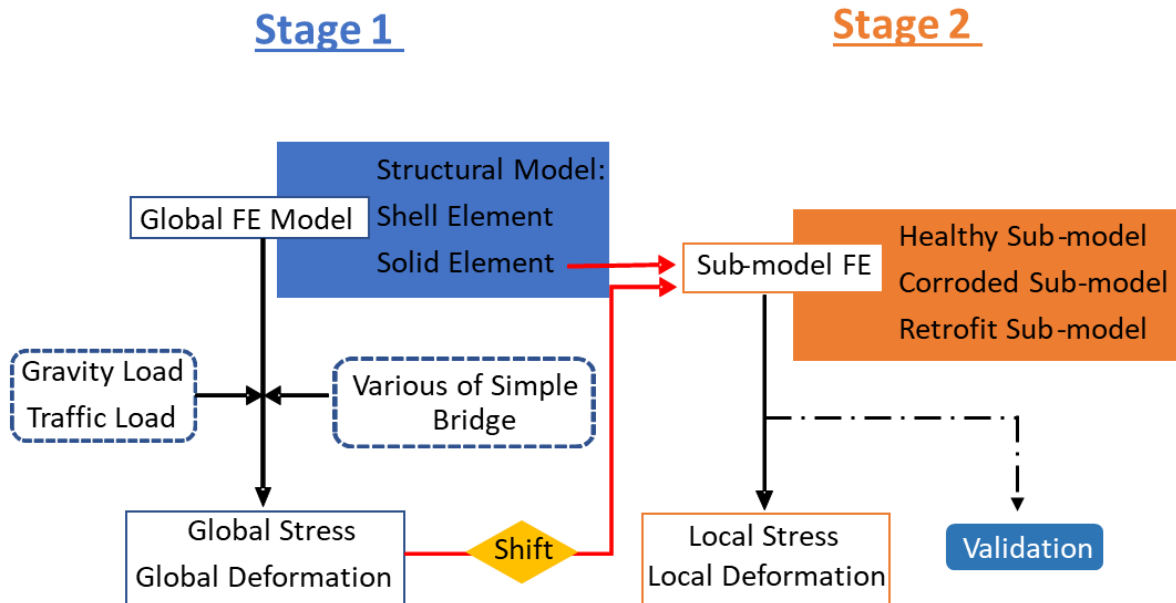 Stage 1
Stage 2
Structural Model:
Global FE Model
Shell Element
Solid Element
Healthy Sub-model
Sub-model FE
Corroded Sub-model
Retrofit Sub-model
Gravity Load
Traffic Load
Various of Simple
Bridge
Global Stress
Global Deformation
Shift
Local Stress
Local Deformation
Validation